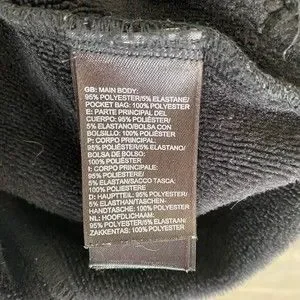 GB: MAIN BODY:
95% POLYESTER/5% ELASTANE/
POCKET BAG: 100% POLYESTER
E: PARTE PRINCIPAL DEL
CUERPO: 95% POLIÉSTER/
5% ELASTANO/BOLSA CON
BOLSILLO: 100% POLIÉSTER
P: CORPO PRINCIPAL:
95% POLIÉSTER/5% ELASTANO/
BOLSA DE BOLSO:
100% POLIÉSTER
I: CORPO PRINCIPALE:
95% POLIESTERE/
5% ELASTAN/SACCO TASCA:
100% POLIESTERE
D: HAUPTTEIL: 95% POLYESTER/
5% ELASTHAN/TASCHEN-
HANDTASCHE: 100% POLYESTER
NL: HOOFDLICHAAM:
95% POLYESTER/5% ELASTAAN/
ZAKKENTAS: 100% POLYESTER